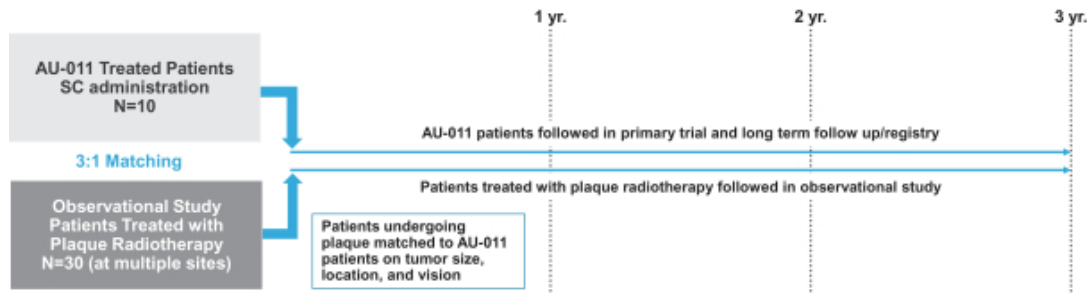 1 yr.
2 yr.
3 yr.
AU-011 Treated Patients
SC administration
N=10
AU-011 patients followed in primary trial and long term follow up/registry
3:1 Matching
Patients treated with plaque radiotherapy followed in observational study
Observational Study
Patients Treated with
Plaque Radiotherapy
N=30 (at multiple sites)
Patients undergoing
plaque matched to AU-011
patients on tumor size,
location, and vision